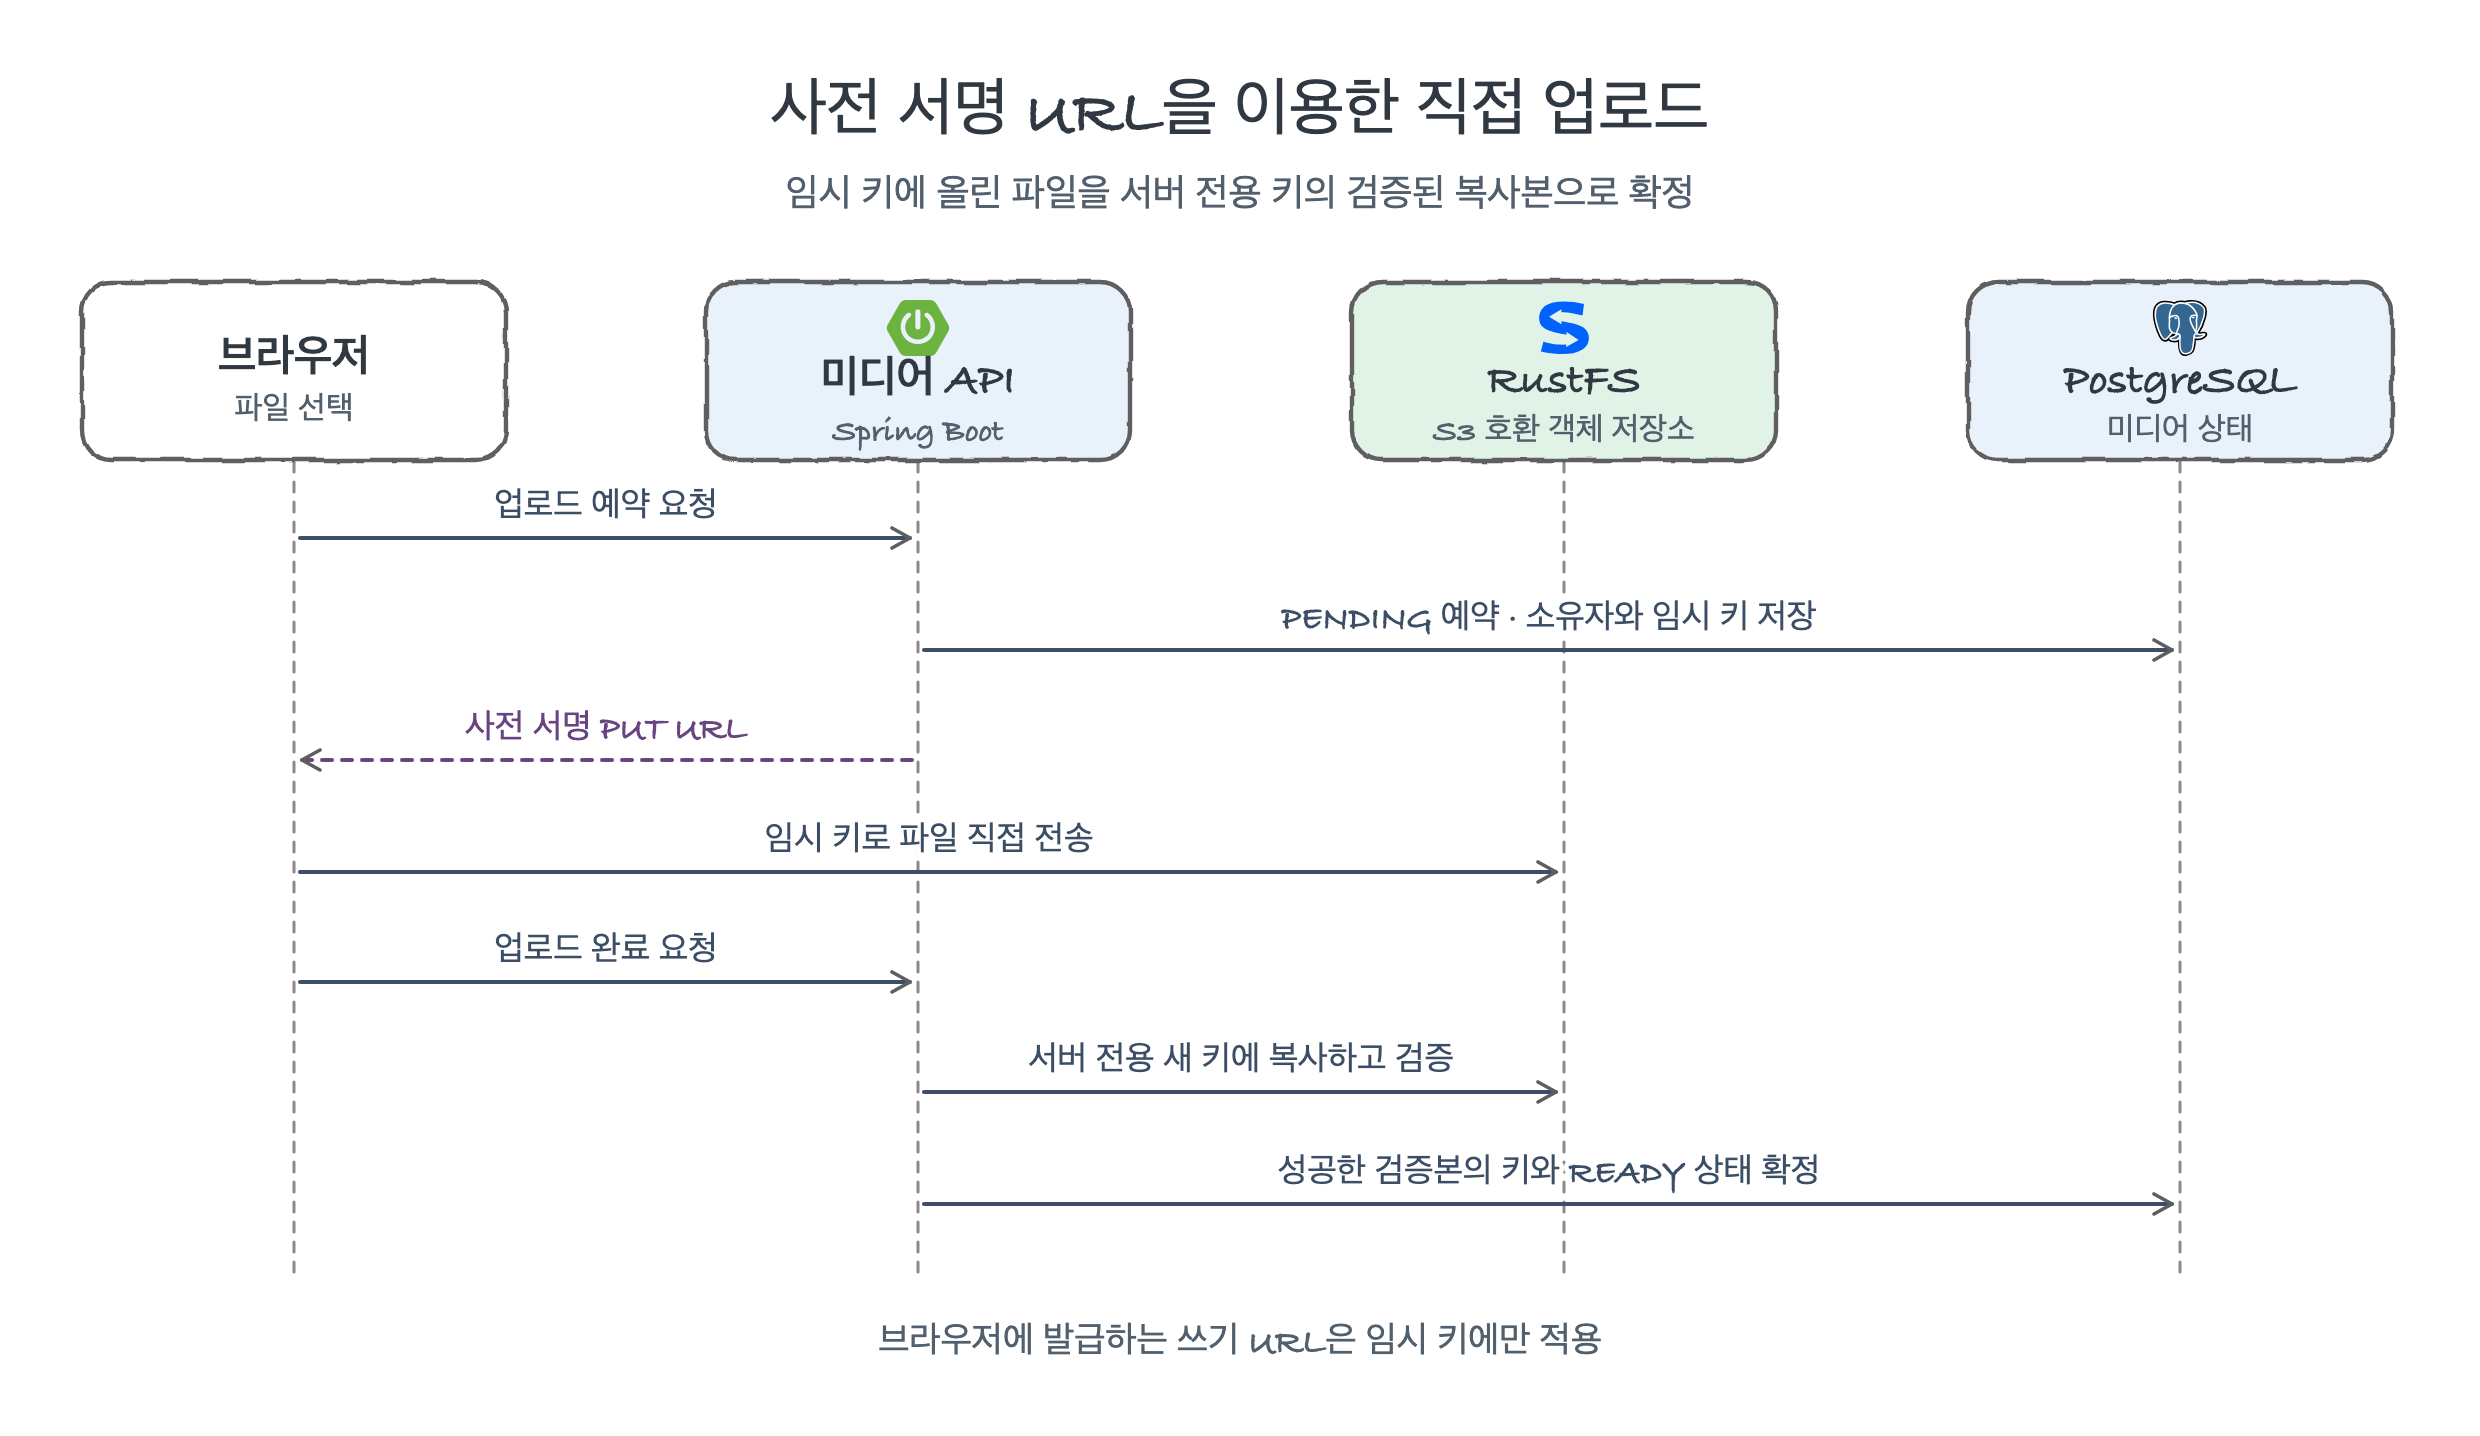 사전 서명 URL을 이용한 직접 업로드
임시 키에 올린 파일을 서버 전용 키의 검증된 복사본으로 확정
브라우저
파일 선택
미디어 API
Spring Boot
RustFS
S3 호환 객체 저장소
PostgreSQL
미디어 상태
업로드 예약 요청
PENDING 예약 · 소유자와 임시 키 저장
사전 서명 PUT URL
임시 키로 파일 직접 전송
업로드 완료 요청
서버 전용 새 키에 복사하고 검증
성공한 검증본의 키와 READY 상태 확정
브라우저에 발급하는 쓰기 URL은 임시 키에만 적용